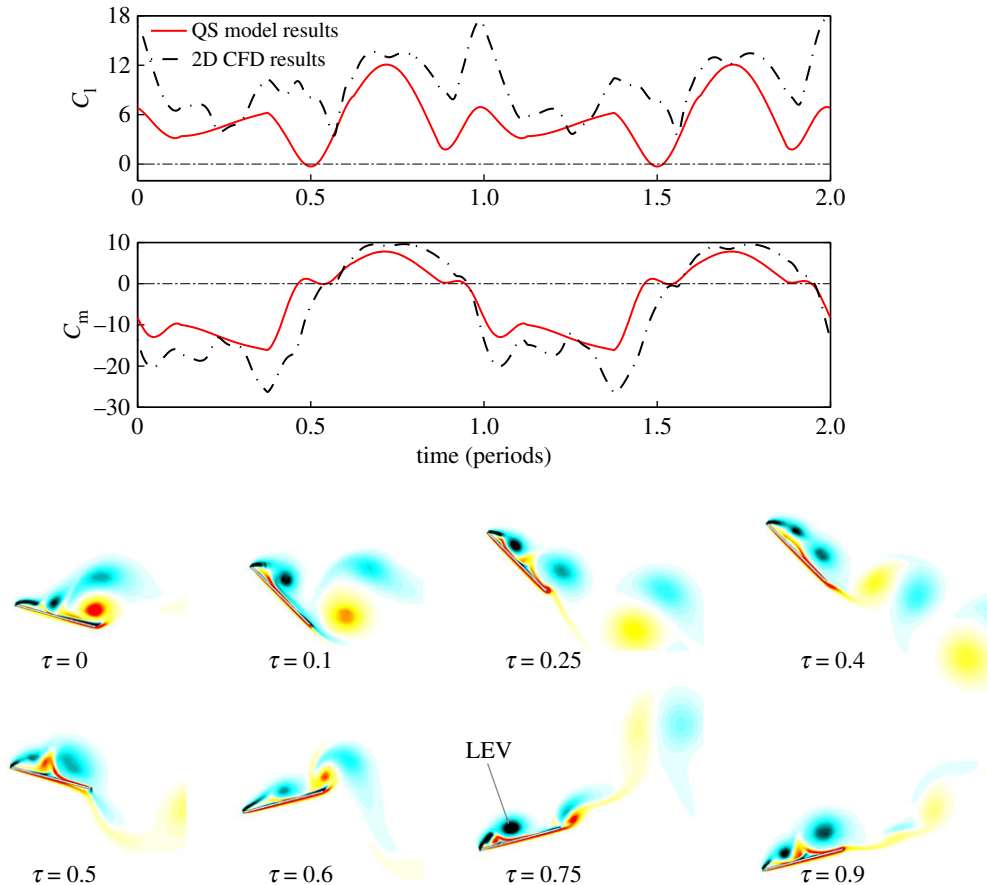 18
QS model results
2D CFD results
12
6
0
C_l
0 0.5 1.0 1.5 2.0
10
0
−10
−20
−30
C_m
0 0.5 1.0 1.5 2.0
time (periods)
τ = 0 τ = 0.1 τ = 0.25 τ = 0.4
LEV
τ = 0.5 τ = 0.6 τ = 0.75 τ = 0.9